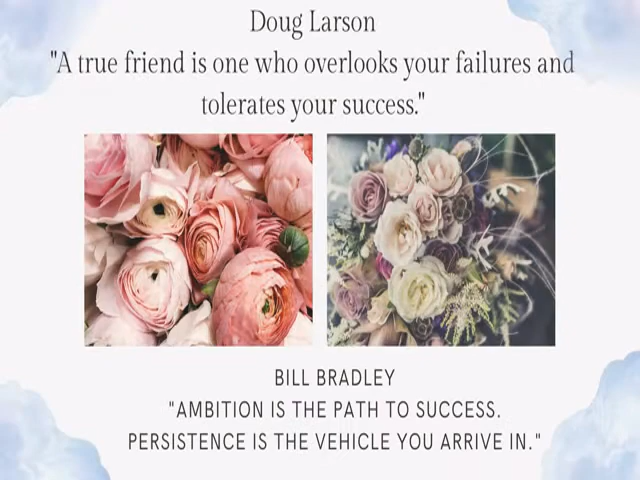 Doug Larson
"A true friend is one who overlooks your failures and
tolerates your success."
BILL BRADLEY
"AMBITION IS THE PATH TO SUCCESS.
PERSISTENCE IS THE VEHICLE YOU ARRIVE IN."